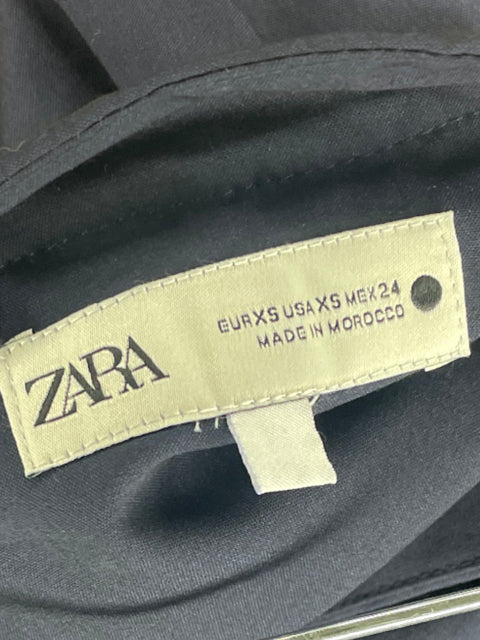 ZARA
EUR XS USA XS MEX 24
MADE IN MOROCCO